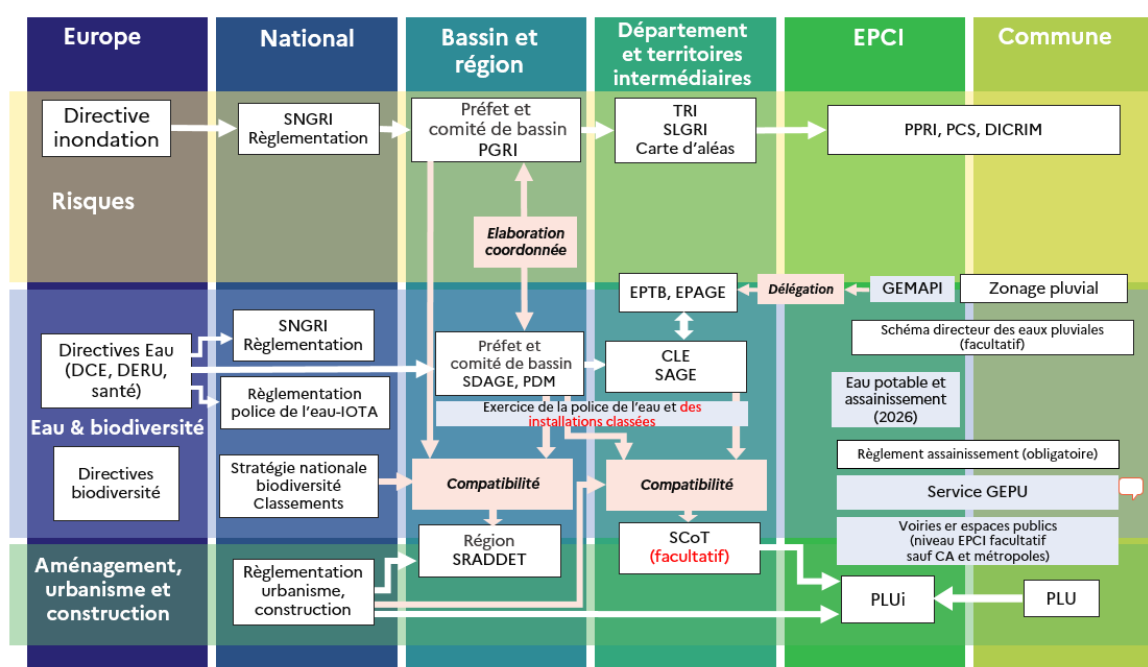 Europe
National
Bassin et
région
Département
et territoires
intermédiaires
EPCI
Commune
Directive
inondation
SNGRI
Règlementation
Préfet et
comité de bassin
PGRI
TRI
SLGRI
Carte d'aléas
PPRI, PCS, DICRIM
Risques
Elaboration
coordonnée
EPTB, EPAGE
Délégation
GEMAPI
Zonage pluvial
Directives Eau
(DCE, DERU,
santé)
SNGRI
Règlementation
Préfet et
comité de bassin
SDAGE, PDM
CLE
SAGE
Schéma directeur des eaux pluviales
(facultatif)
Règlementation
police de l'eau-IOTA
Exercice de la police de l'eau et des
installations classées
Eau potable et
assainissement
(2026)
Eau & biodiversité
Directives
biodiversité
Stratégie nationale
biodiversité
Classements
Compatibilité
Compatibilité
Règlement assainissement (obligatoire)
Service GEPU
Voiries er espaces publics
(niveau EPCI facultatif
sauf CA et métropoles)
Région
SRADDET
SCoT
(facultatif)
Aménagement,
urbanisme et
construction
Règlementation
urbanisme,
construction
PLUi
PLU